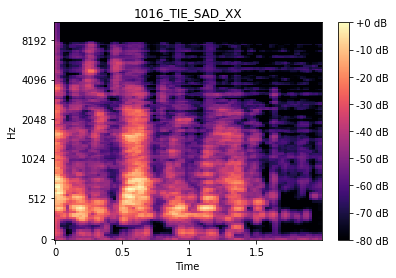 1016_TIE_SAD_XX
+0 dB
8192
-10 dB
4096
-20 dB
-30 dB
2048
Hz
-40 dB
1024
-50 dB
512
-60 dB
-70 dB
0
-80 dB
0
0.5
1
1.5
Time